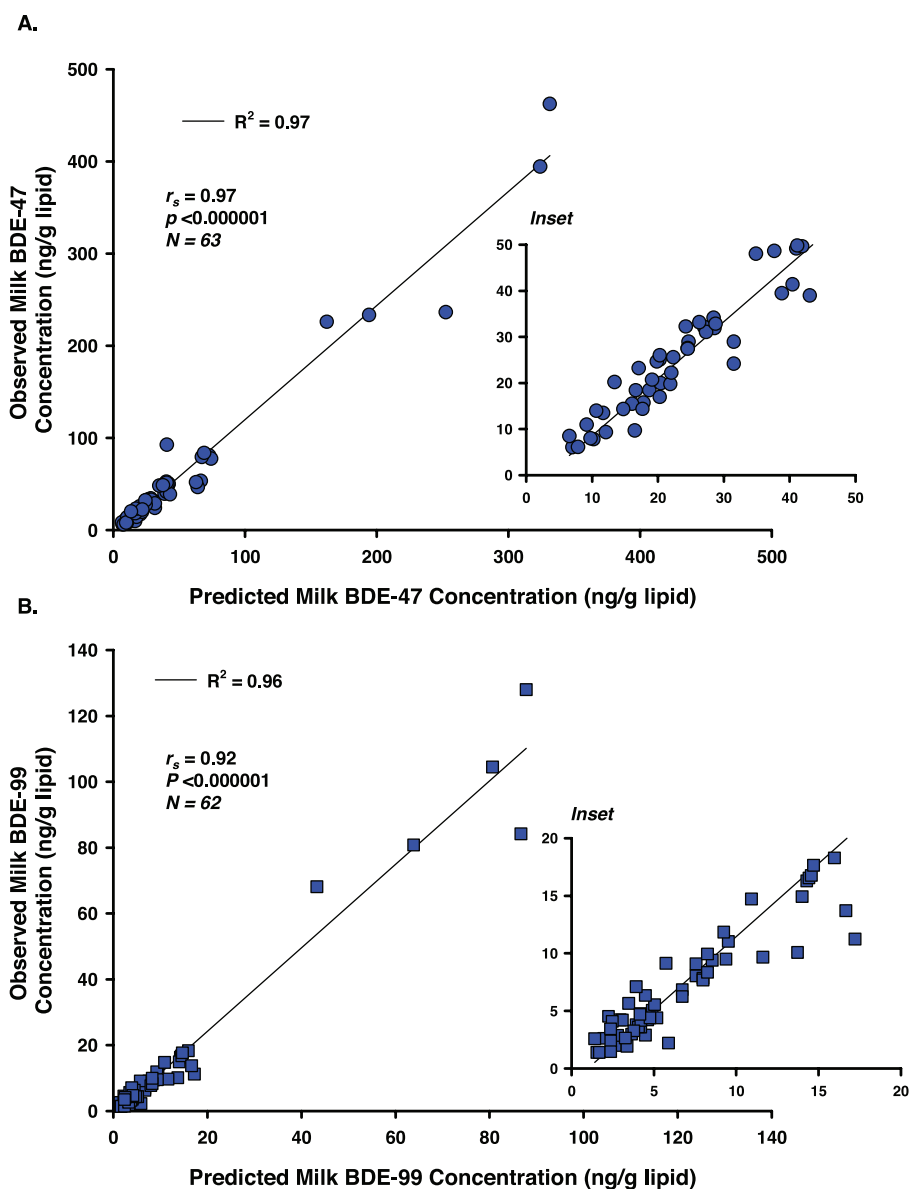 A.
500
400
300
200
100
0
Observed Milk BDE-47
Concentration (ng/g lipid)
R² = 0.97
rs = 0.97
p <0.000001
N = 63
Inset
50
40
30
20
10
0
0 10 20 30 40 50
0 100 200 300 400 500
Predicted Milk BDE-47 Concentration (ng/g lipid)
B.
140
120
100
80
60
40
20
0
Observed Milk BDE-99
Concentration (ng/g lipid)
R² = 0.96
rs = 0.92
P <0.000001
N = 62
Inset
20
15
10
5
0
0 5 10 15 20
0 20 40 60 80 100 120 140
Predicted Milk BDE-99 Concentration (ng/g lipid)